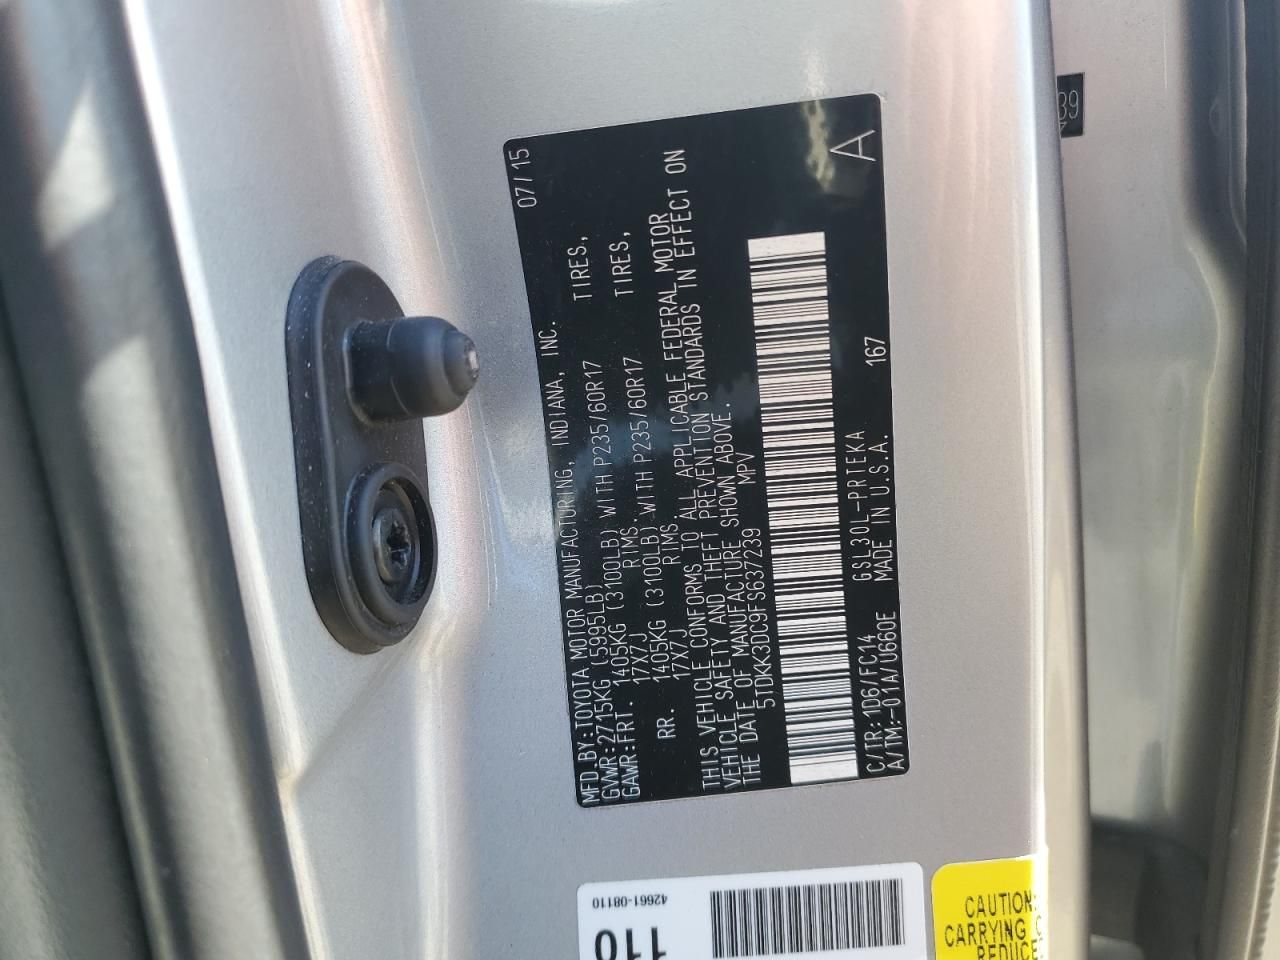 MFD.BY:TOYOTA MOTOR MANUFACTURING, INDIANA, INC. 07/15
GVWR:2715KG (5995LB)
GAWR:FRT. 1405KG (3100LB) WITH P235/60R17 TIRES,
17X7J RIMS.
RR. 1405KG (3100LB) WITH P235/60R17 TIRES,
17X7J RIMS
THIS VEHICLE CONFORMS TO ALL APPLICABLE FEDERAL MOTOR
VEHICLE SAFETY AND THEFT PREVENTION STANDARDS IN EFFECT ON
THE DATE OF MANUFACTURE SHOWN ABOVE.
5TDKK3DC9FS637239 MPV
A
C/TR:1D6/FC14 GSL30L-PRTEKA 167
A/TM:-01A/U660E MADE IN U.S.A.
42661-08110
110
CAUTION:
CARRYING
REDUCE
39